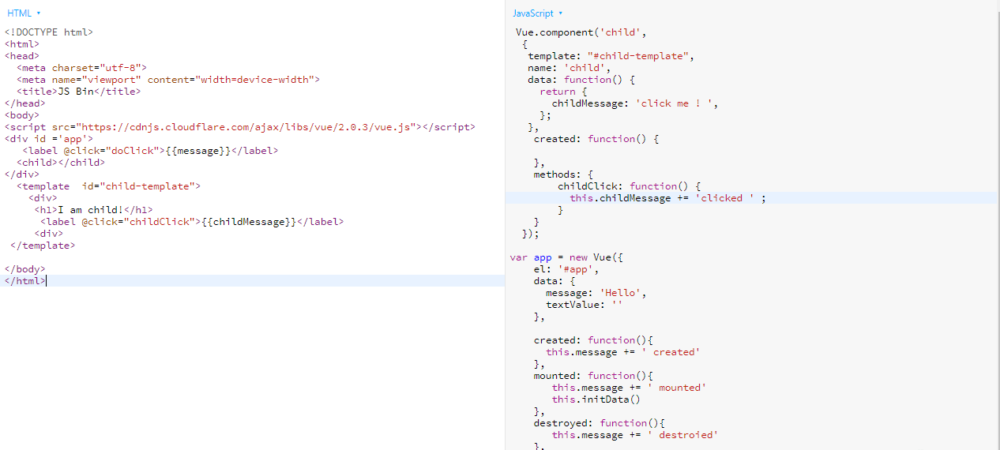 HTML
<!DOCTYPE html>
<html>
<head>
  <meta charset="utf-8">
  <meta name="viewport" content="width=device-width">
  <title>JS Bin</title>
</head>
<body>
<script src="https://cdnjs.cloudflare.com/ajax/libs/vue/2.0.3/vue.js"></script>
<div id ='app'>
   <label @click="doClick">{{message}}</label>
  <child></child>
</div>
  <template  id="child-template">
    <div>
     <h1>I am child!</h1>
      <label @click="childClick">{{childMessage}}</label>
     <div>
 </template>

</body>
</html>
JavaScript
 Vue.component('child',
  {
   template: "#child-template",
   name: 'child',
   data: function() {
     return {
       childMessage: 'click me ! ',
     };
   },
    created: function() {

    },
    methods: {
        childClick: function() {
          this.childMessage += 'clicked ' ;
        }
    }
  });

var app = new Vue({
    el: '#app',
    data: {
      message: 'Hello',
      textValue: ''
    },

    created: function(){
      this.message += ' created'
    },
    mounted: function(){
       this.message += ' mounted'
       this.initData()
    },
    destroyed: function(){
       this.message += ' destroied'
    },